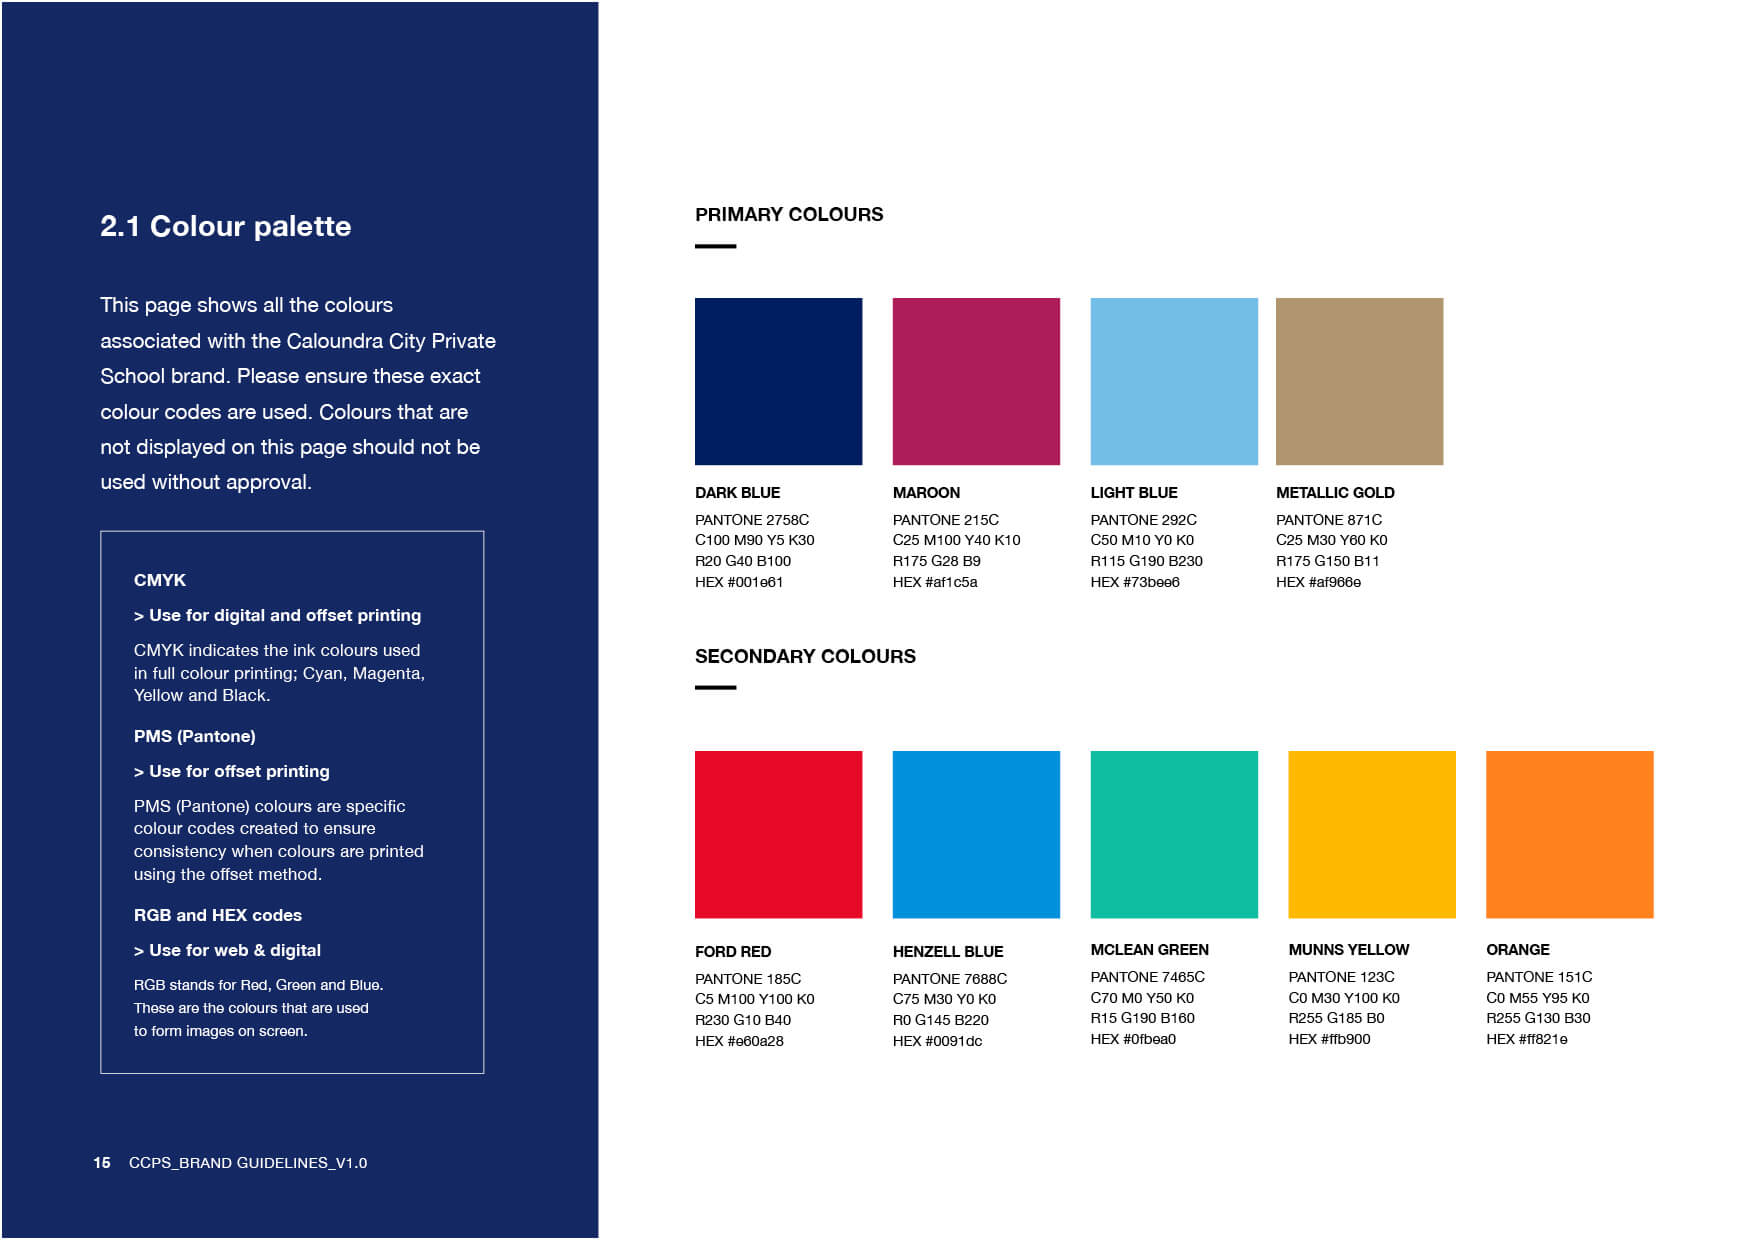 2.1 Colour palette
This page shows all the colours
associated with the Caloundra City Private
School brand. Please ensure these exact
colour codes are used. Colours that are
not displayed on this page should not be
used without approval.
CMYK
> Use for digital and offset printing
CMYK indicates the ink colours used
in full colour printing; Cyan, Magenta,
Yellow and Black.
PMS (Pantone)
> Use for offset printing
PMS (Pantone) colours are specific
colour codes created to ensure
consistency when colours are printed
using the offset method.
RGB and HEX codes
> Use for web & digital
RGB stands for Red, Green and Blue.
These are the colours that are used
to form images on screen.
15 CCPS_BRAND GUIDELINES_V1.0
PRIMARY COLOURS
DARK BLUE
PANTONE 2758C
C100 M90 Y5 K30
R20 G40 B100
HEX #001e61
MAROON
PANTONE 215C
C25 M100 Y40 K10
R175 G28 B9
HEX #af1c5a
LIGHT BLUE
PANTONE 292C
C50 M10 Y0 K0
R115 G190 B230
HEX #73bee6
METALLIC GOLD
PANTONE 871C
C25 M30 Y60 K0
R175 G150 B11
HEX #af966e
SECONDARY COLOURS
FORD RED
PANTONE 185C
C5 M100 Y100 K0
R230 G10 B40
HEX #e60a28
HENZELL BLUE
PANTONE 7688C
C75 M30 Y0 K0
R0 G145 B220
HEX #0091dc
MCLEAN GREEN
PANTONE 7465C
C70 M0 Y50 K0
R15 G190 B160
HEX #0fbea0
MUNNS YELLOW
PANTONE 123C
C0 M30 Y100 K0
R255 G185 B0
HEX #ffb900
ORANGE
PANTONE 151C
C0 M55 Y95 K0
R255 G130 B30
HEX #ff821e